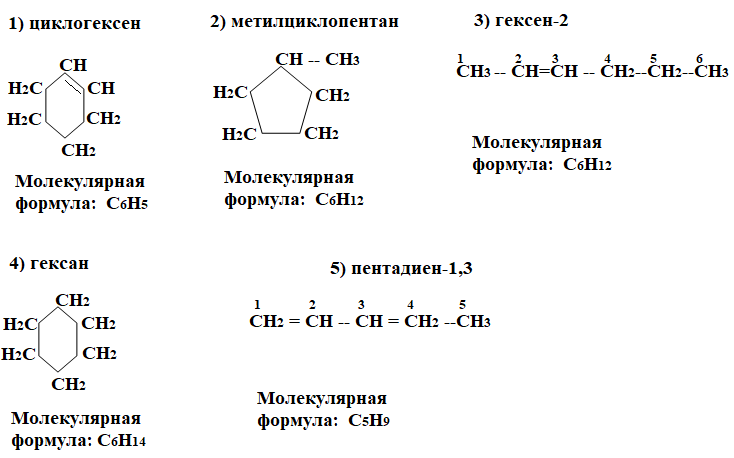 1) циклогексен
CH
H2C CH
H2C CH2
CH2
Молекулярная
формула: C6H5
2) метилциклопентан
CH -- CH3
H2C CH2
H2C CH2
Молекулярная
формула: C6H12
3) гексен-2
1 2 3 4 5 6
CH3 -- CH=CH -- CH2--CH2--CH3
Молекулярная
формула: C6H12
4) гексан
CH2
H2C CH2
H2C CH2
CH2
Молекулярная
формула: C6H14
5) пентадиен-1,3
1 2 3 4 5
CH2 = CH -- CH = CH2 --CH3
Молекулярная
формула: C5H9